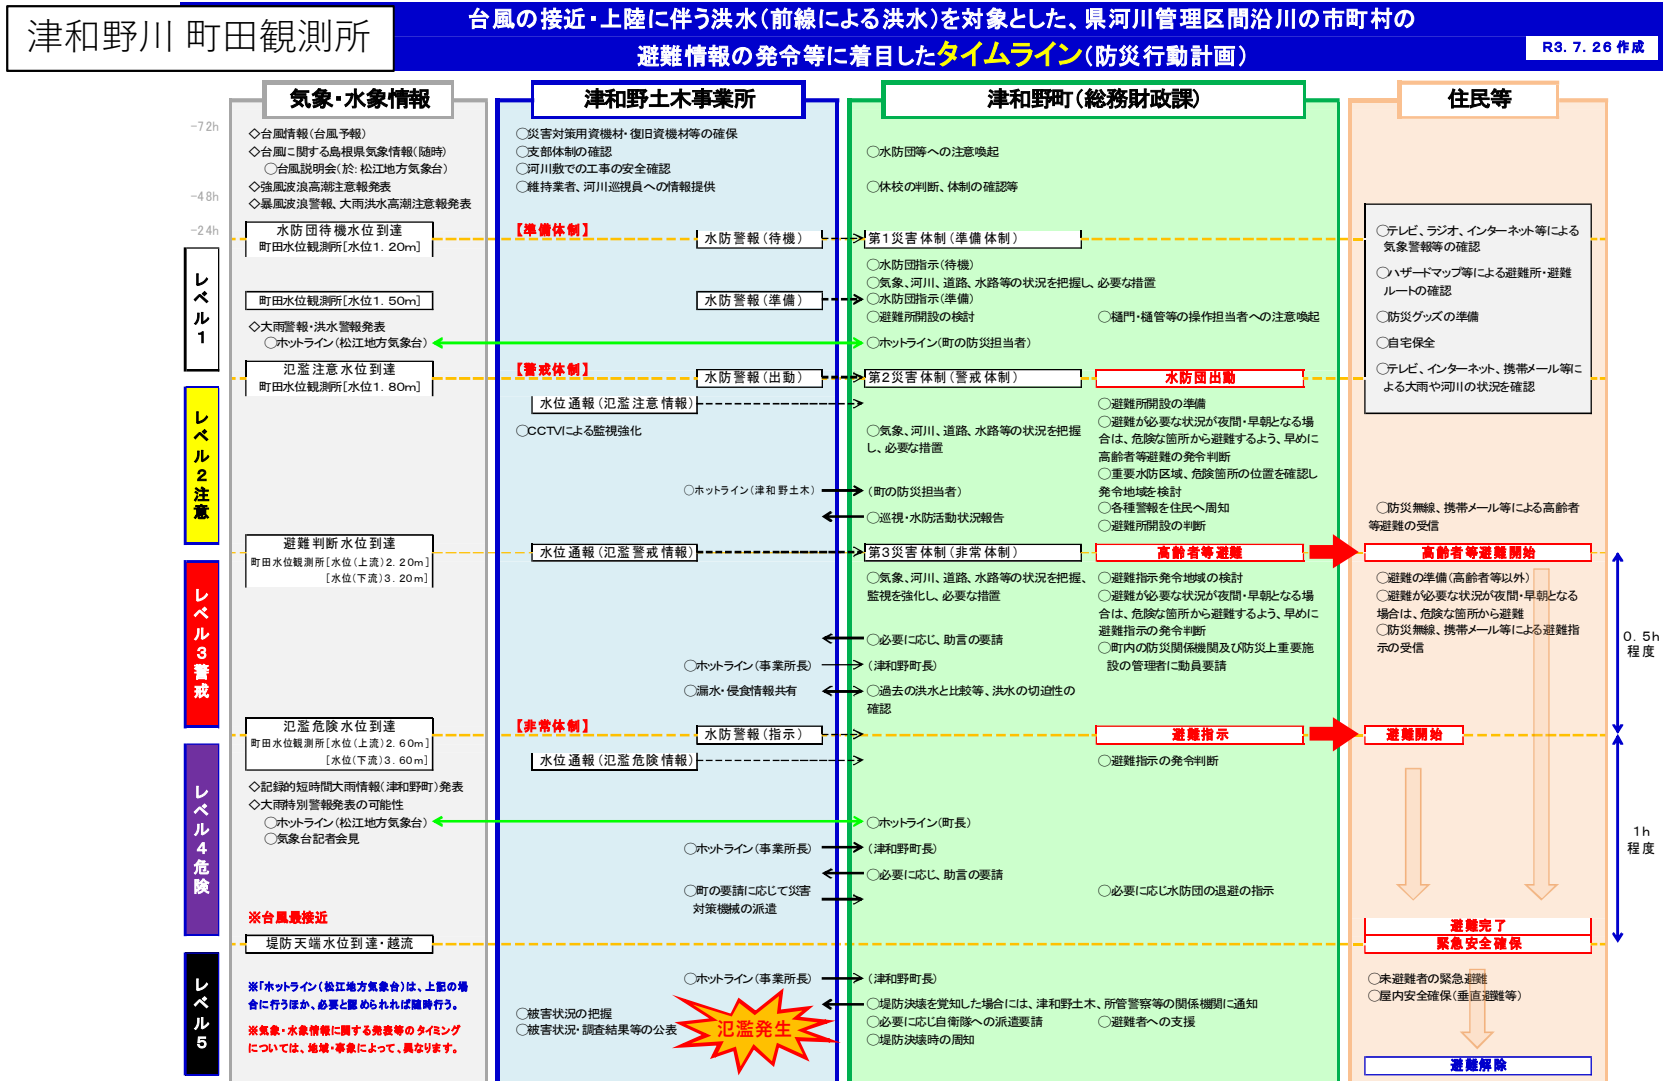 津和野川 町田観測所
台風の接近・上陸に伴う洪水(前線による洪水)を対象とした、県河川管理区間沿川の市町村の
避難情報の発令等に着目したタイムライン(防災行動計画)
R3.7.26作成
気象・水象情報
津和野土木事業所
津和野町(総務財政課)
住民等
-72h
-48h
-24h
レベル1
レベル2注意
レベル3警戒
レベル4危険
レベル5
◇台風情報(台風予報)
◇台風に関する島根県気象情報(随時)
○台風説明会(於:松江地方気象台)
◇強風波浪高潮注意報発表
◇暴風波浪警報、大雨洪水高潮注意報発表
水防団待機水位到達
町田水位観測所[水位1.20m]
町田水位観測所[水位1.50m]
◇大雨警報・洪水警報発表
○ホットライン(松江地方気象台)
氾濫注意水位到達
町田水位観測所[水位1.80m]
避難判断水位到達
町田水位観測所[水位(上流)2.20m]
[水位(下流)3.20m]
氾濫危険水位到達
町田水位観測所[水位(上流)2.60m]
[水位(下流)3.60m]
◇記録的短時間大雨情報(津和野町)発表
◇大雨特別警報発表の可能性
○ホットライン(松江地方気象台)
○気象台記者会見
※台風最接近
堤防天端水位到達・越流
※「ホットライン(松江地方気象台)は、上記の場
合に行うほか、必要と認められれば随時行う。
※気象・水象情報に関する発表等のタイミング
については、地域・事象によって、異なります。
○災害対策用資機材・復旧資機材等の確保
○支部体制の確認
○河川敷での工事の安全確認
○維持業者、河川巡視員への情報提供
【準備体制】
水防警報(待機)
水防警報(準備)
【警戒体制】
水防警報(出動)
水位通報(氾濫注意情報)
○CCTVによる監視強化
○ホットライン(津和野土木)
水位通報(氾濫警戒情報)
○ホットライン(事業所長)
○漏水・侵食情報共有
【非常体制】
水防警報(指示)
水位通報(氾濫危険情報)
○ホットライン(事業所長)
○町の要請に応じて災害
対策機械の派遣
○ホットライン(事業所長)
○被害状況の把握
○被害状況・調査結果等の公表
氾濫発生
○水防団等への注意喚起
○休校の判断、体制の確認等
第1災害体制(準備体制)
○水防団指示(待機)
○気象、河川、道路、水路等の状況を把握し、必要な措置
○水防団指示(準備)
○避難所開設の検討
○樋門・樋管等の操作担当者への注意喚起
○ホットライン(町の防災担当者)
第2災害体制(警戒体制)
水防団出動
○気象、河川、道路、水路等の状況を把握
し、必要な措置
○避難所開設の準備
○避難が必要な状況が夜間・早朝となる場
合は、危険な箇所から避難するよう、早めに
高齢者等避難の発令判断
○重要水防区域、危険箇所の位置を確認し
発令地域を検討
○各種警報を住民へ周知
○避難所開設の判断
(町の防災担当者)
○巡視・水防活動状況報告
第3災害体制(非常体制)
高齢者等避難
○気象、河川、道路、水路等の状況を把握、
監視を強化し、必要な措置
○避難指示発令地域の検討
○避難が必要な状況が夜間・早朝となる場
合は、危険な箇所から避難するよう、早めに
避難指示の発令判断
○町内の防災関係機関及び防災上重要施
設の管理者に動員要請
○必要に応じ、助言の要請
(津和野町長)
○過去の洪水と比較等、洪水の切迫性の
確認
避難指示
○避難指示の発令判断
○ホットライン(町長)
(津和野町長)
○必要に応じ、助言の要請
○必要に応じ水防団の退避の指示
(津和野町長)
○堤防決壊を覚知した場合には、津和野土木、所管警察等の関係機関に通知
○必要に応じ自衛隊への派遣要請
○避難者への支援
○堤防決壊時の周知
○テレビ、ラジオ、インターネット等による
気象警報等の確認
○ハザードマップ等による避難所・避難
ルートの確認
○防災グッズの準備
○自宅保全
○テレビ、インターネット、携帯メール等に
よる大雨や河川の状況を確認
○防災無線、携帯メール等による高齢者
等避難の受信
高齢者等避難開始
○避難の準備(高齢者等以外)
○避難が必要な状況が夜間・早朝となる
場合は、危険な箇所から避難
○防災無線、携帯メール等による避難指
示の受信
避難開始
避難完了
緊急安全確保
○未避難者の緊急避難
○屋内安全確保(垂直避難等)
避難解除
0.5h
程度
1h
程度